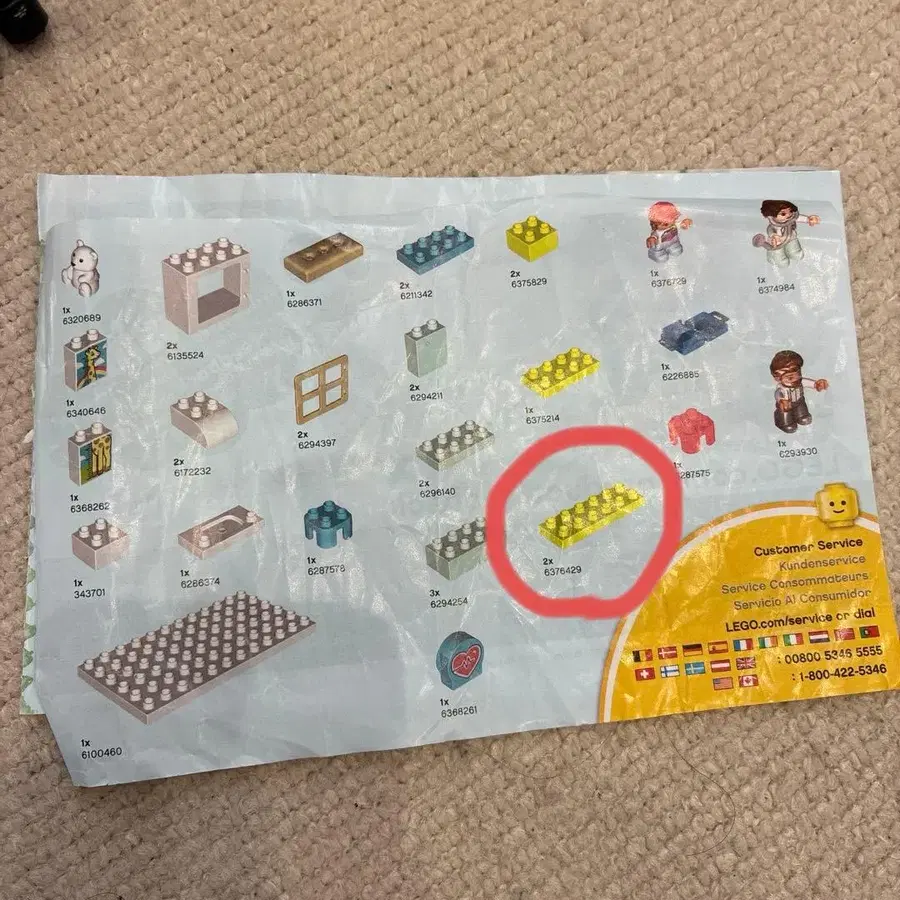 1x
6320689
2x
6135524
1x
6286371
2x
6211342
2x
6375829
1x
6376729
1x
6374984
1x
6340646
2x
6172232
2x
6294397
2x
6294211
1x
6375214
1x
6226885
1x
6293930
1x
6368262
2x
6296140
1x
6287575
1x
343701
1x
6286374
1x
6287578
3x
6294254
2x
6376429
1x
6100460
1x
6368261
Customer Service
Kundenservice
Service Consommateurs
Servicio Al Consumidor
LEGO.com/service or dial
: 00800 5346 5555
: 1-800-422-5346